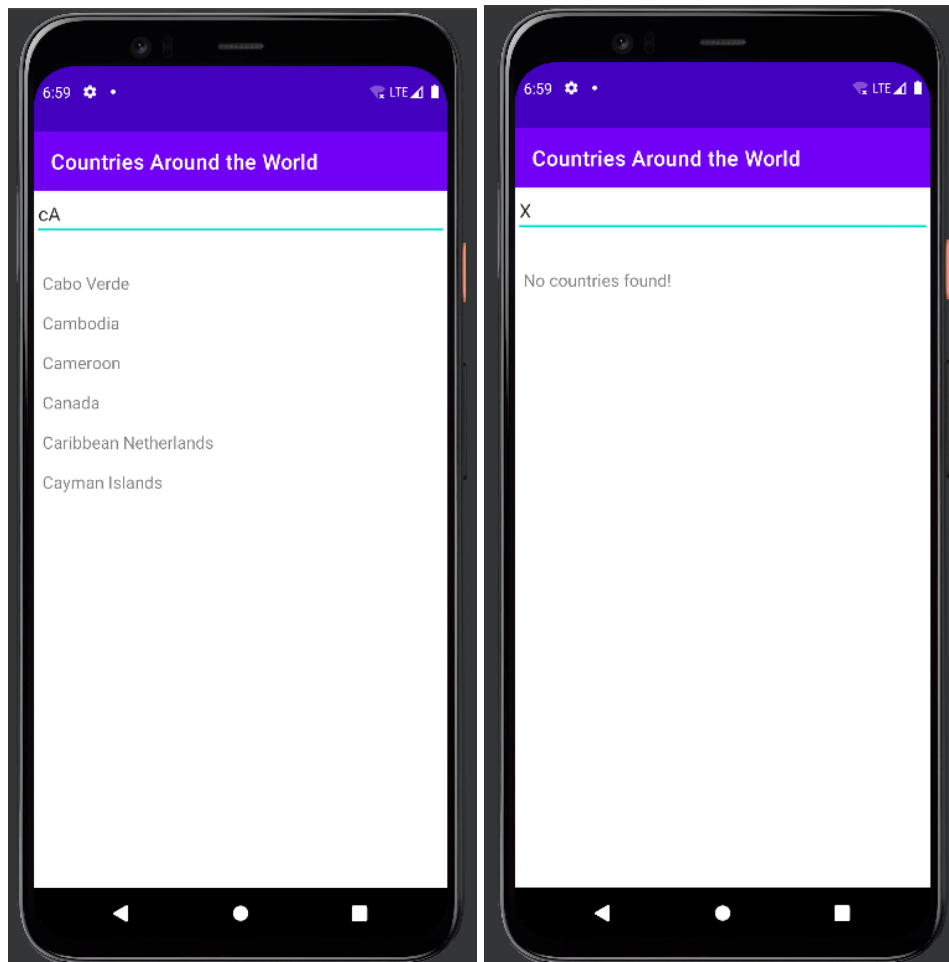 6:59
LTE
Countries Around the World
cA
Cabo Verde
Cambodia
Cameroon
Canada
Caribbean Netherlands
Cayman Islands
6:59
LTE
Countries Around the World
X
No countries found!